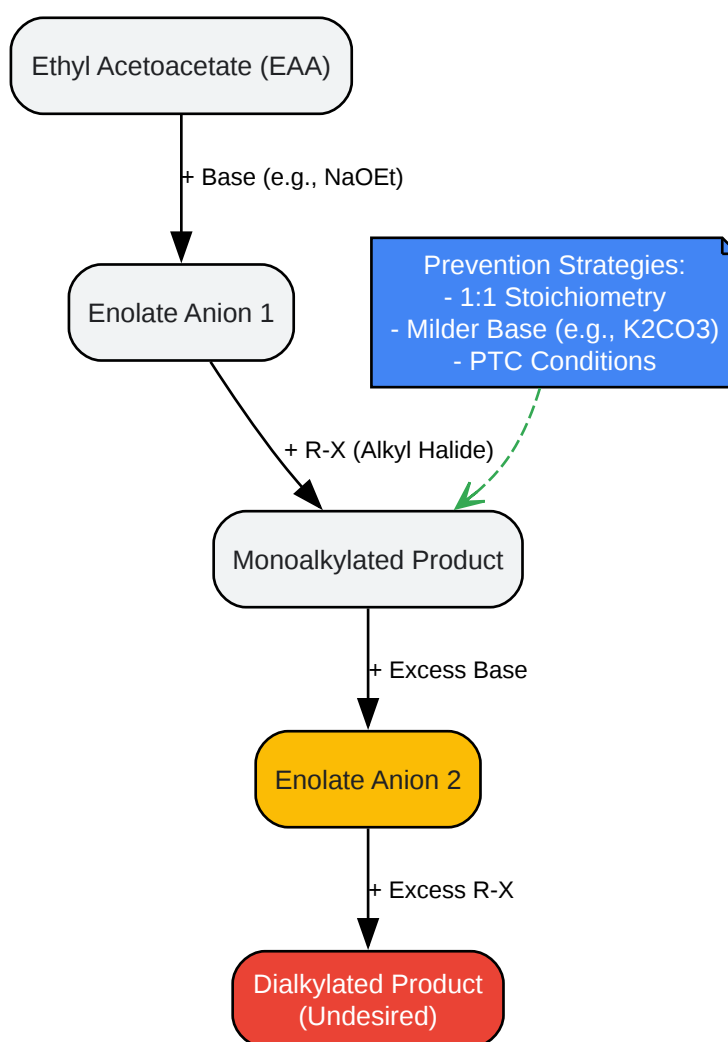 Ethyl Acetoacetate (EAA)
+ Base (e.g., NaOEt)
Enolate Anion 1
Prevention Strategies:
- 1:1 Stoichiometry
- Milder Base (e.g., K2CO3)
- PTC Conditions
+ R-X (Alkyl Halide)
Monoalkylated Product
+ Excess Base
Enolate Anion 2
+ Excess R-X
Dialkylated Product
(Undesired)